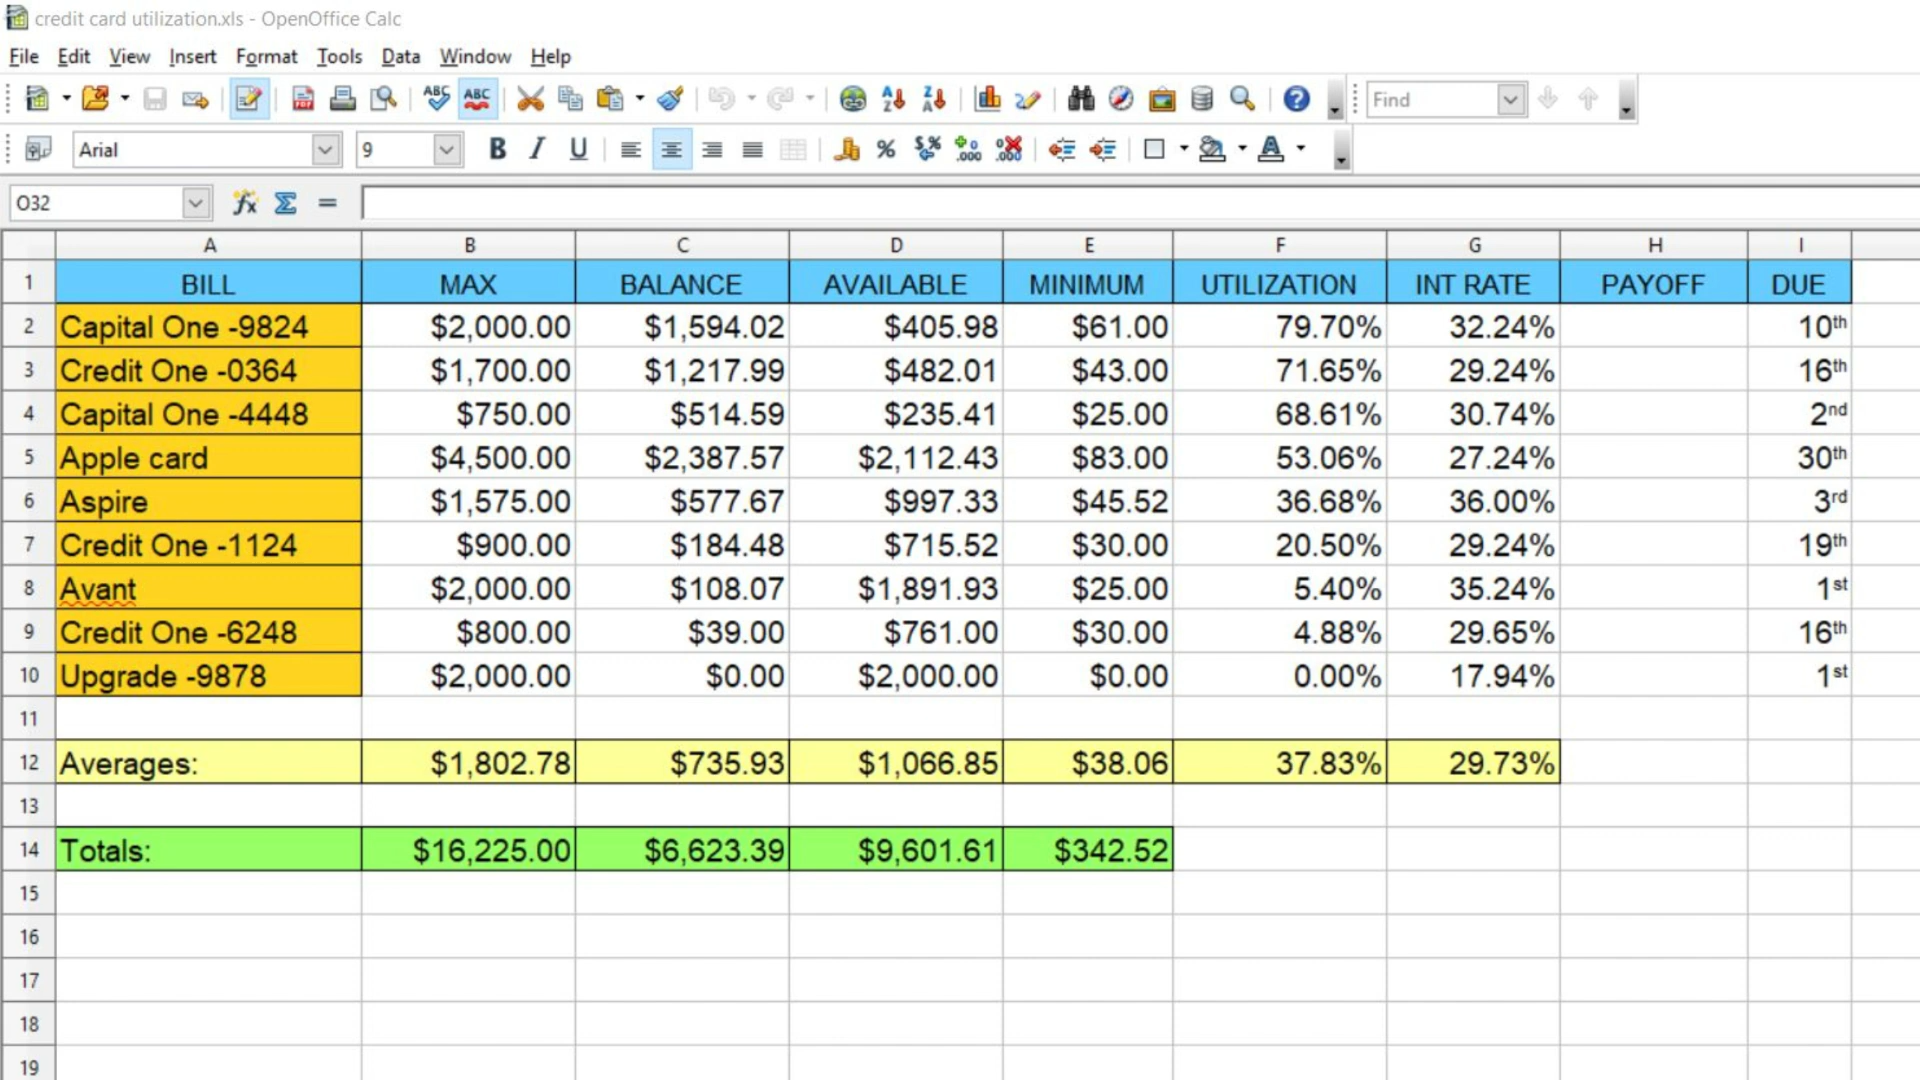 credit card utilization.xls - OpenOffice Calc
File Edit View Insert Format Tools Data Window Help
Find
Arial 9
O32
A B C D E F G H I
1 BILL MAX BALANCE AVAILABLE MINIMUM UTILIZATION INT RATE PAYOFF DUE
2 Capital One -9824 $2,000.00 $1,594.02 $405.98 $61.00 79.70% 32.24% 10th
3 Credit One -0364 $1,700.00 $1,217.99 $482.01 $43.00 71.65% 29.24% 16th
4 Capital One -4448 $750.00 $514.59 $235.41 $25.00 68.61% 30.74% 2nd
5 Apple card $4,500.00 $2,387.57 $2,112.43 $83.00 53.06% 27.24% 30th
6 Aspire $1,575.00 $577.67 $997.33 $45.52 36.68% 36.00% 3rd
7 Credit One -1124 $900.00 $184.48 $715.52 $30.00 20.50% 29.24% 19th
8 Avant $2,000.00 $108.07 $1,891.93 $25.00 5.40% 35.24% 1st
9 Credit One -6248 $800.00 $39.00 $761.00 $30.00 4.88% 29.65% 16th
10 Upgrade -9878 $2,000.00 $0.00 $2,000.00 $0.00 0.00% 17.94% 1st
11
12 Averages: $1,802.78 $735.93 $1,066.85 $38.06 37.83% 29.73%
13
14 Totals: $16,225.00 $6,623.39 $9,601.61 $342.52
15
16
17
18
19